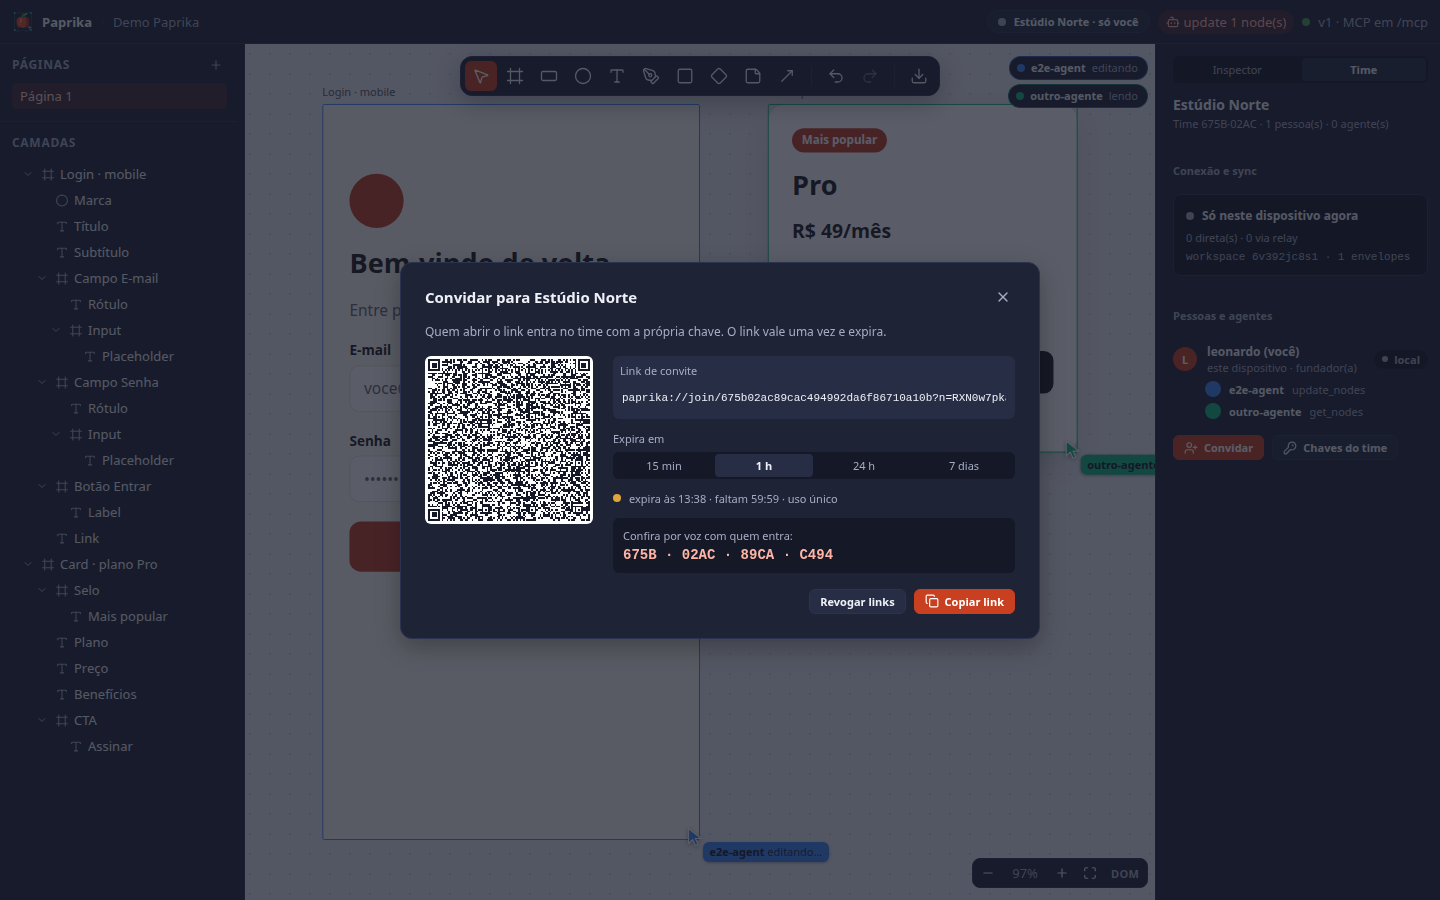 Paprika
Demo Paprika
Estúdio Norte · só você
update 1 node(s)
v1 · MCP em /mcp
PÁGINAS
Página 1
CAMADAS
Login · mobile
Marca
Título
Subtítulo
Campo E-mail
Rótulo
Input
Placeholder
Campo Senha
Rótulo
Input
Placeholder
Botão Entrar
Label
Link
Card · plano Pro
Selo
Mais popular
Plano
Preço
Benefícios
CTA
Assinar
Login · mobile
e2e-agent editando
outro-agente lendo
Mais popular
Pro
R$ 49/mês
Bem-vindo de volta
Entre p
E-mail
voce
Senha
Convidar para Estúdio Norte
Quem abrir o link entra no time com a própria chave. O link vale uma vez e expira.
Link de convite
paprika://join/675b02ac89cac494992da6f86710a10b?n=RXN0w7pk
Expira em
15 min
1 h
24 h
7 dias
expira às 13:38 · faltam 59:59 · uso único
Confira por voz com quem entra:
675B · 02AC · 89CA · C494
Revogar links
Copiar link
outro-agente
e2e-agent editando...
97%
DOM
Inspector
Time
Estúdio Norte
Time 675B-02AC · 1 pessoa(s) · 0 agente(s)
Conexão e sync
Só neste dispositivo agora
0 direta(s) · 0 via relay
workspace 6v392jc8s1 · 1 envelopes
Pessoas e agentes
L
leonardo (você)
este dispositivo · fundador(a)
local
e2e-agent update_nodes
outro-agente get_nodes
Convidar
Chaves do time